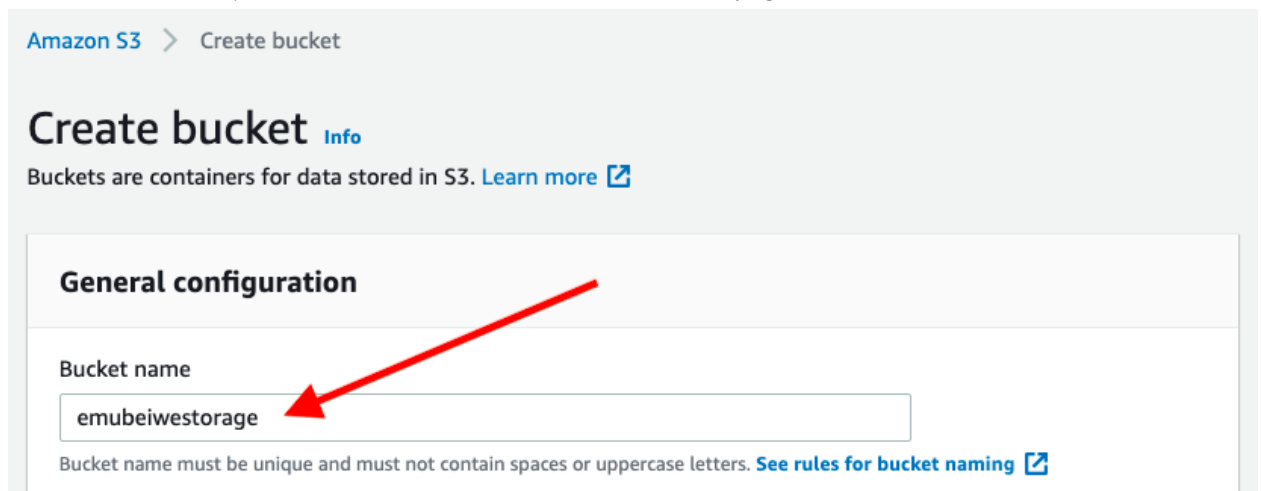 Amazon S3 > Create bucket
Create bucket Info
Buckets are containers for data stored in S3. Learn more
General configuration
Bucket name
emubeiwestorage
Bucket name must be unique and must not contain spaces or uppercase letters. See rules for bucket naming